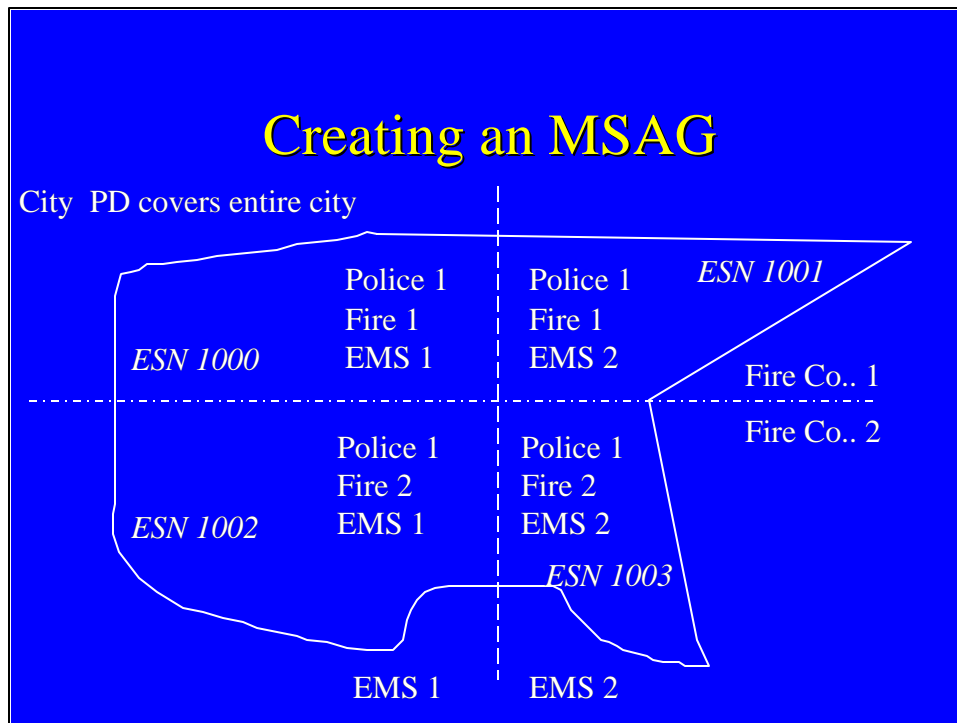 Creating an MSAG
City PD covers entire city
Police 1
Fire 1
EMS 1
ESN 1000
Police 1
Fire 1
EMS 2
ESN 1001
Fire Co.. 1
Fire Co.. 2
Police 1
Fire 2
EMS 1
ESN 1002
Police 1
Fire 2
EMS 2
ESN 1003
EMS 1
EMS 2